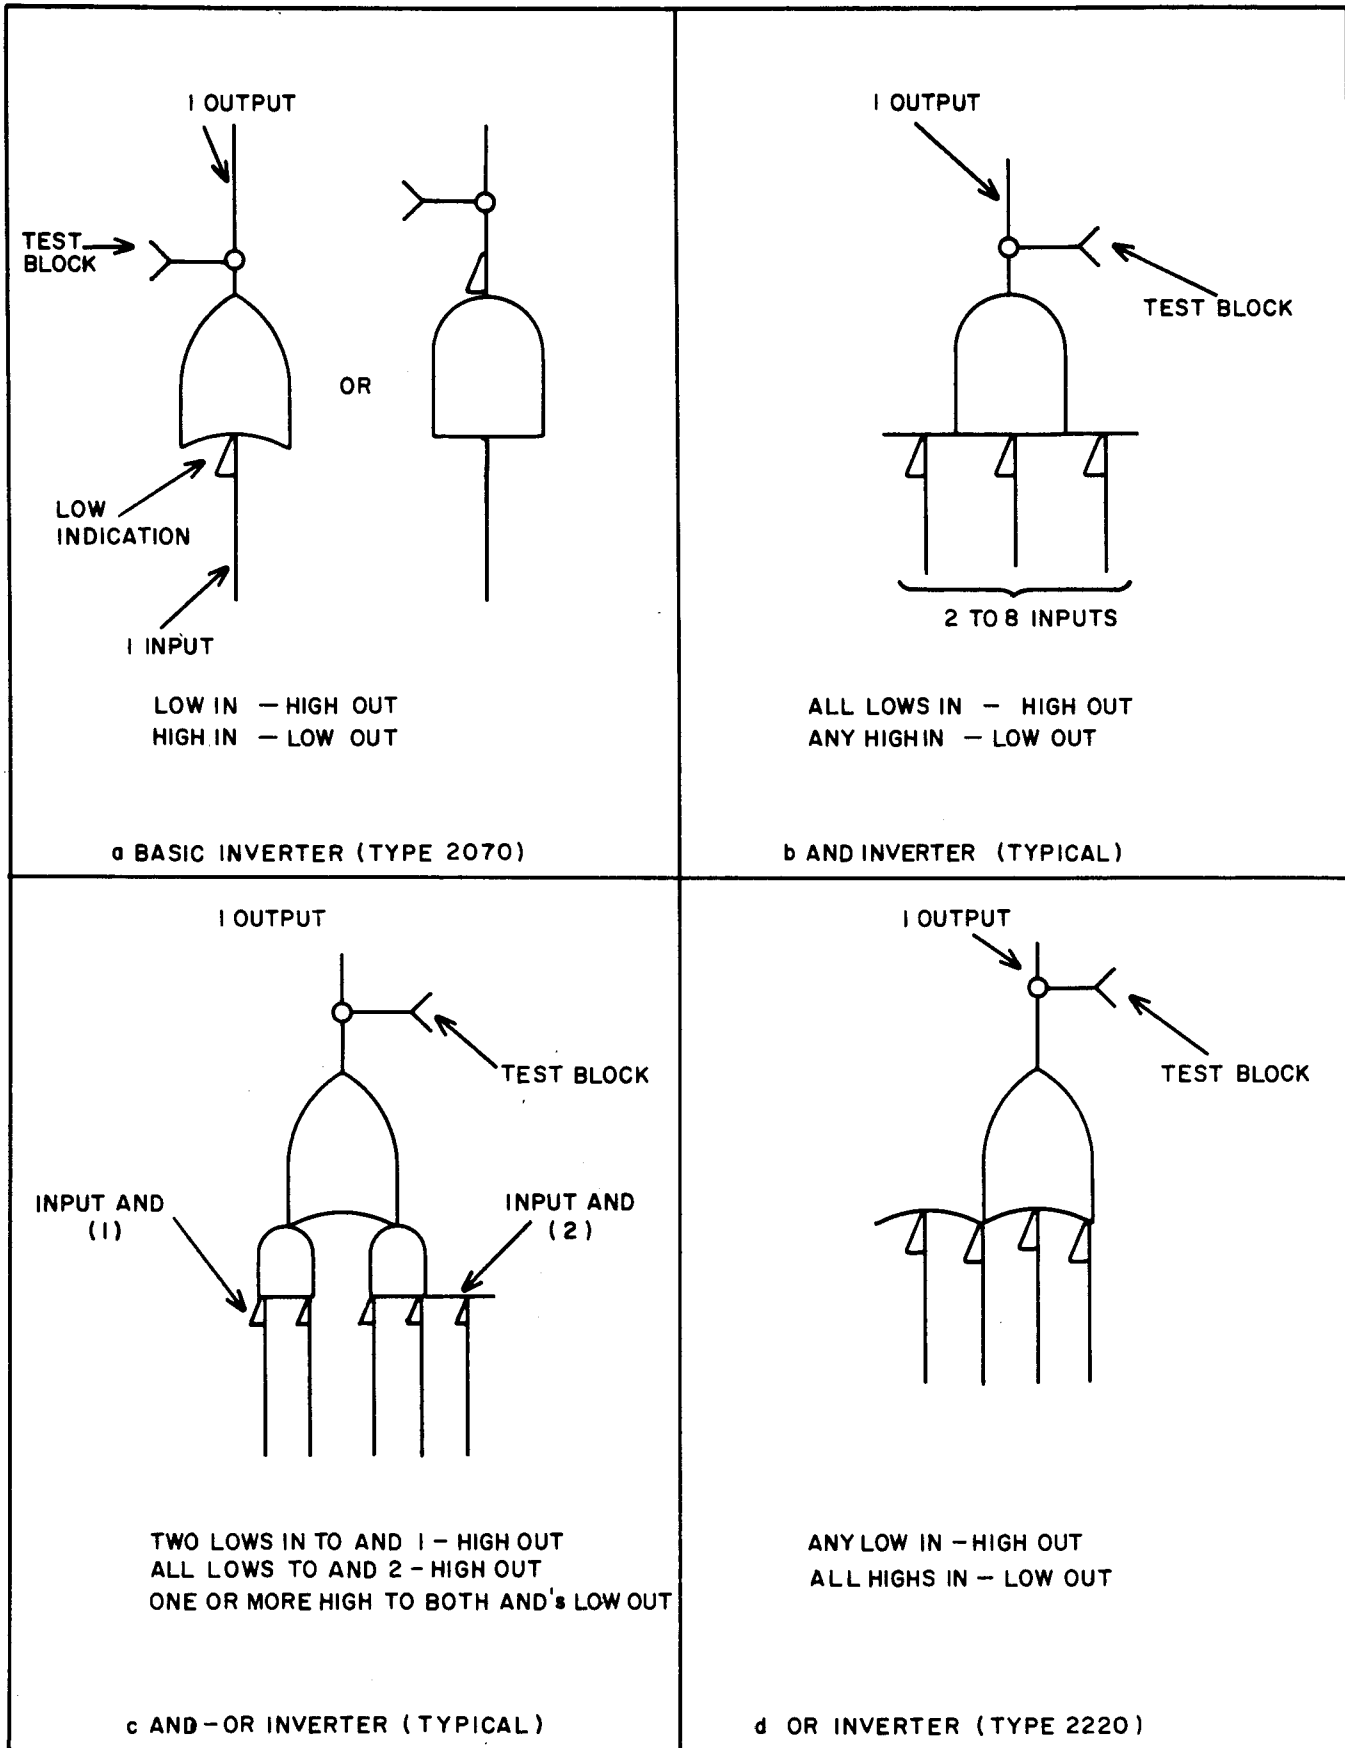 1 OUTPUT
TEST
BLOCK
OR
LOW
INDICATION
1 INPUT
LOW IN - HIGH OUT
HIGH IN - LOW OUT
a BASIC INVERTER (TYPE 2070)
1 OUTPUT
TEST BLOCK
2 TO 8 INPUTS
ALL LOWS IN - HIGH OUT
ANY HIGH IN - LOW OUT
b AND INVERTER (TYPICAL)
1 OUTPUT
TEST BLOCK
INPUT AND
(1)
INPUT AND
(2)
TWO LOWS IN TO AND 1 - HIGH OUT
ALL LOWS TO AND 2 - HIGH OUT
ONE OR MORE HIGH TO BOTH AND's LOW OUT
c AND-OR INVERTER (TYPICAL)
1 OUTPUT
TEST BLOCK
ANY LOW IN - HIGH OUT
ALL HIGHS IN - LOW OUT
d OR INVERTER (TYPE 2220)